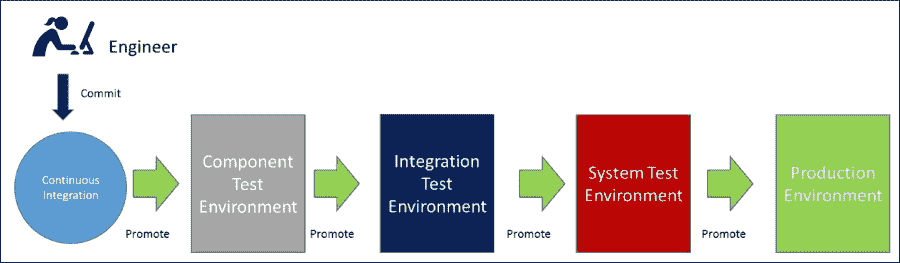 Engineer
Commit
Continuous
Integration
Promote
Component
Test
Environment
Promote
Integration
Test
Environment
Promote
System Test
Environment
Promote
Production
Environment